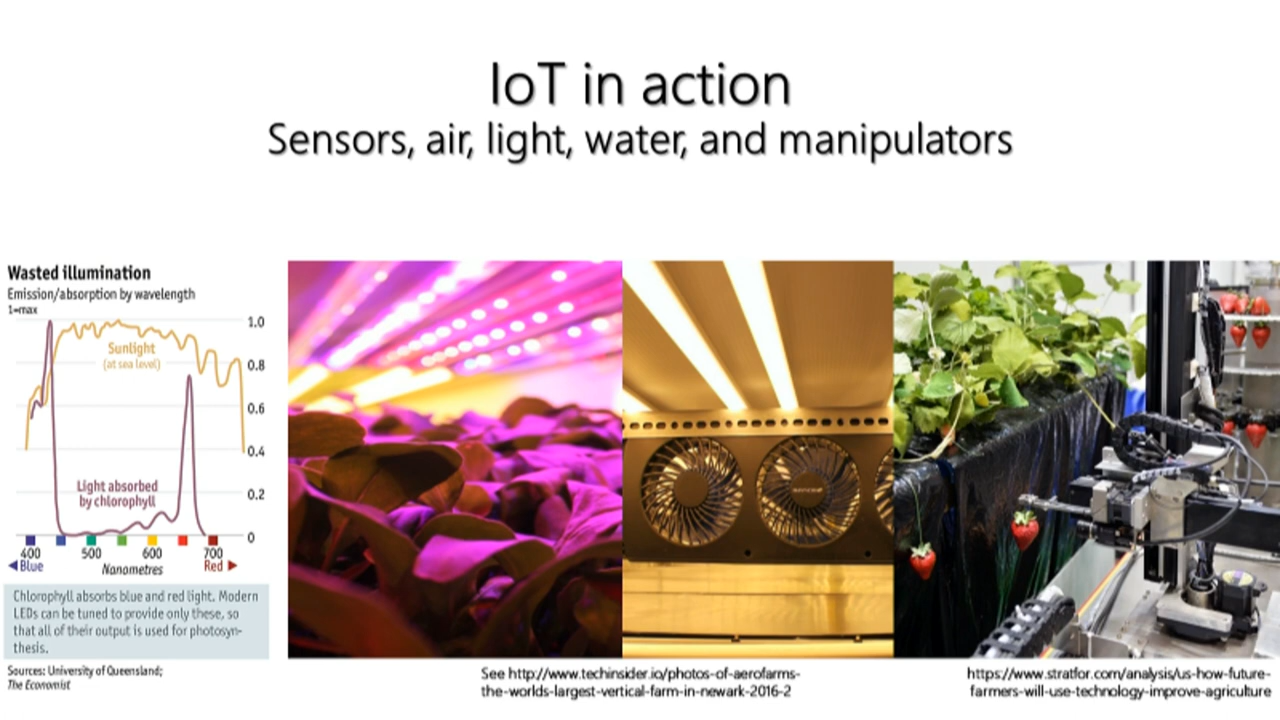 IoT in action
Sensors, air, light, water, and manipulators
Wasted illumination
Emission/absorption by wavelength
1=max
1.0
Sunlight
(at sea level)
0.8
0.6
0.4
Light absorbed
by chlorophyll
0.2
0
400 500 600 700
Blue Nanometres Red
Chlorophyll absorbs blue and red light. Modern
LEDs can be tuned to provide only these, so
that all of their output is used for photosyn-
thesis.
Sources: University of Queensland;
The Economist
See http://www.techinsider.io/photos-of-aerofarms-
the-worlds-largest-vertical-farm-in-newark-2016-2
https://www.stratfor.com/analysis/us-how-future-
farmers-will-use-technology-improve-agriculture